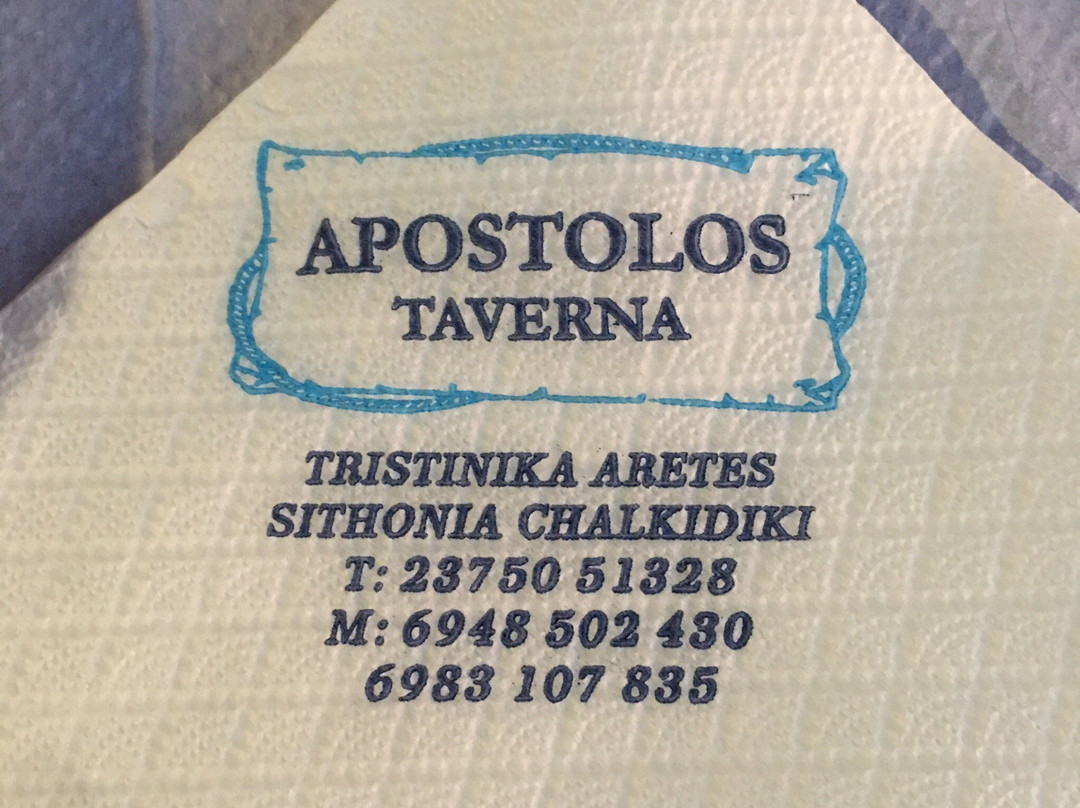 APOSTOLOS
TAVERNA
TRISTINIKA ARETES
SITHONIA CHALKIDIKI
T: 23750 51328
M: 6948 502 430
6983 107 835